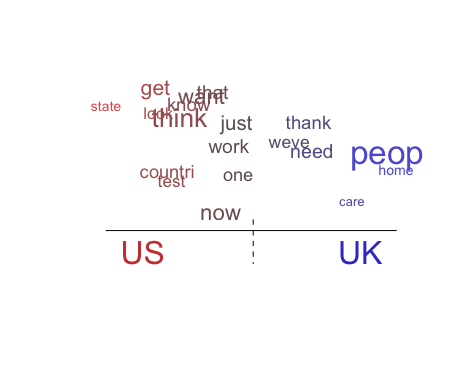 get
that
want
state
know
look
think
just
thank
work
weve
need
peop
home
countri
test
one
care
now
US
UK